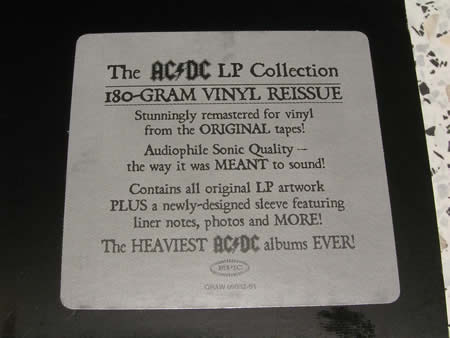 The AC⚡DC LP Collection
180-GRAM VINYL REISSUE
Stunningly remastered for vinyl
from the ORIGINAL tapes!
Audiophile Sonic Quality –
the way it was MEANT to sound!
Contains all original LP artwork
PLUS a newly-designed sleeve featuring
liner notes, photos and MORE!
The HEAVIEST AC⚡DC albums EVER!
EPIC